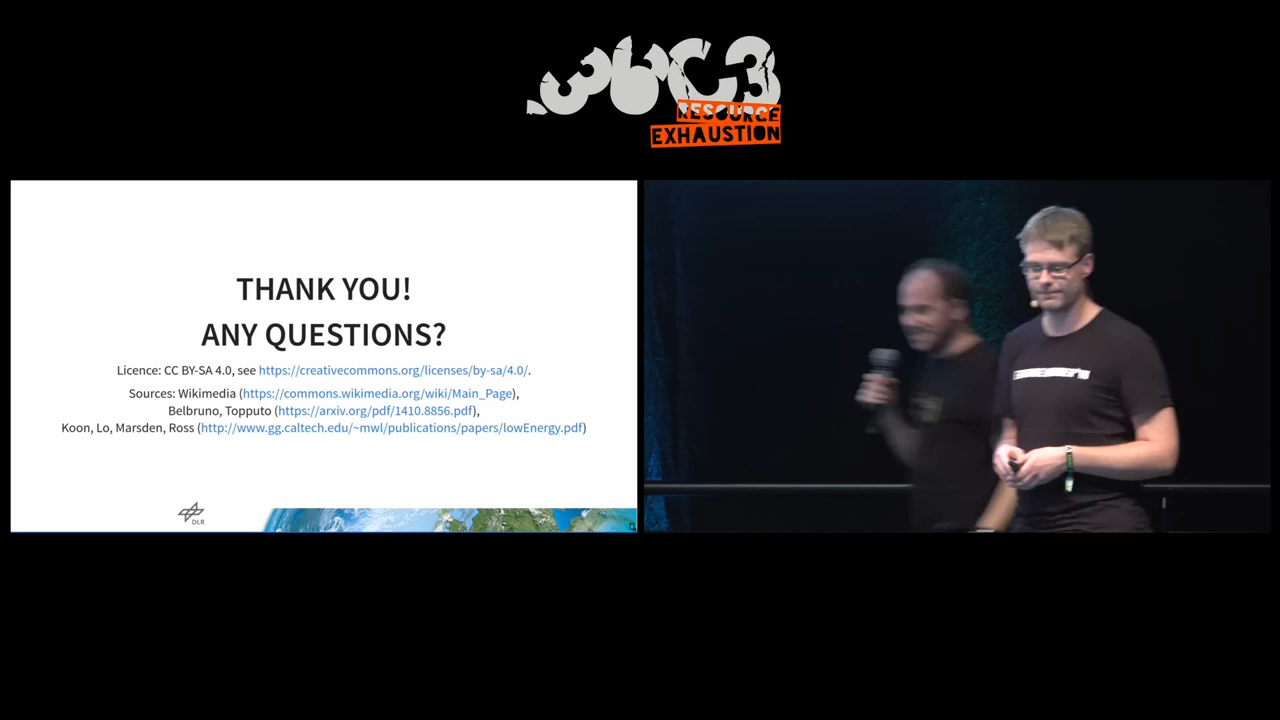 36C3
RESOURCE
EXHAUSTION
THANK YOU!
ANY QUESTIONS?
Licence: CC BY-SA 4.0, see https://creativecommons.org/licenses/by-sa/4.0/.
Sources: Wikimedia (https://commons.wikimedia.org/wiki/Main_Page),
Belbruno, Topputo (https://arxiv.org/pdf/1410.8856.pdf),
Koon, Lo, Marsden, Ross (http://www.gg.caltech.edu/~mwl/publications/papers/lowEnergy.pdf)
DLR